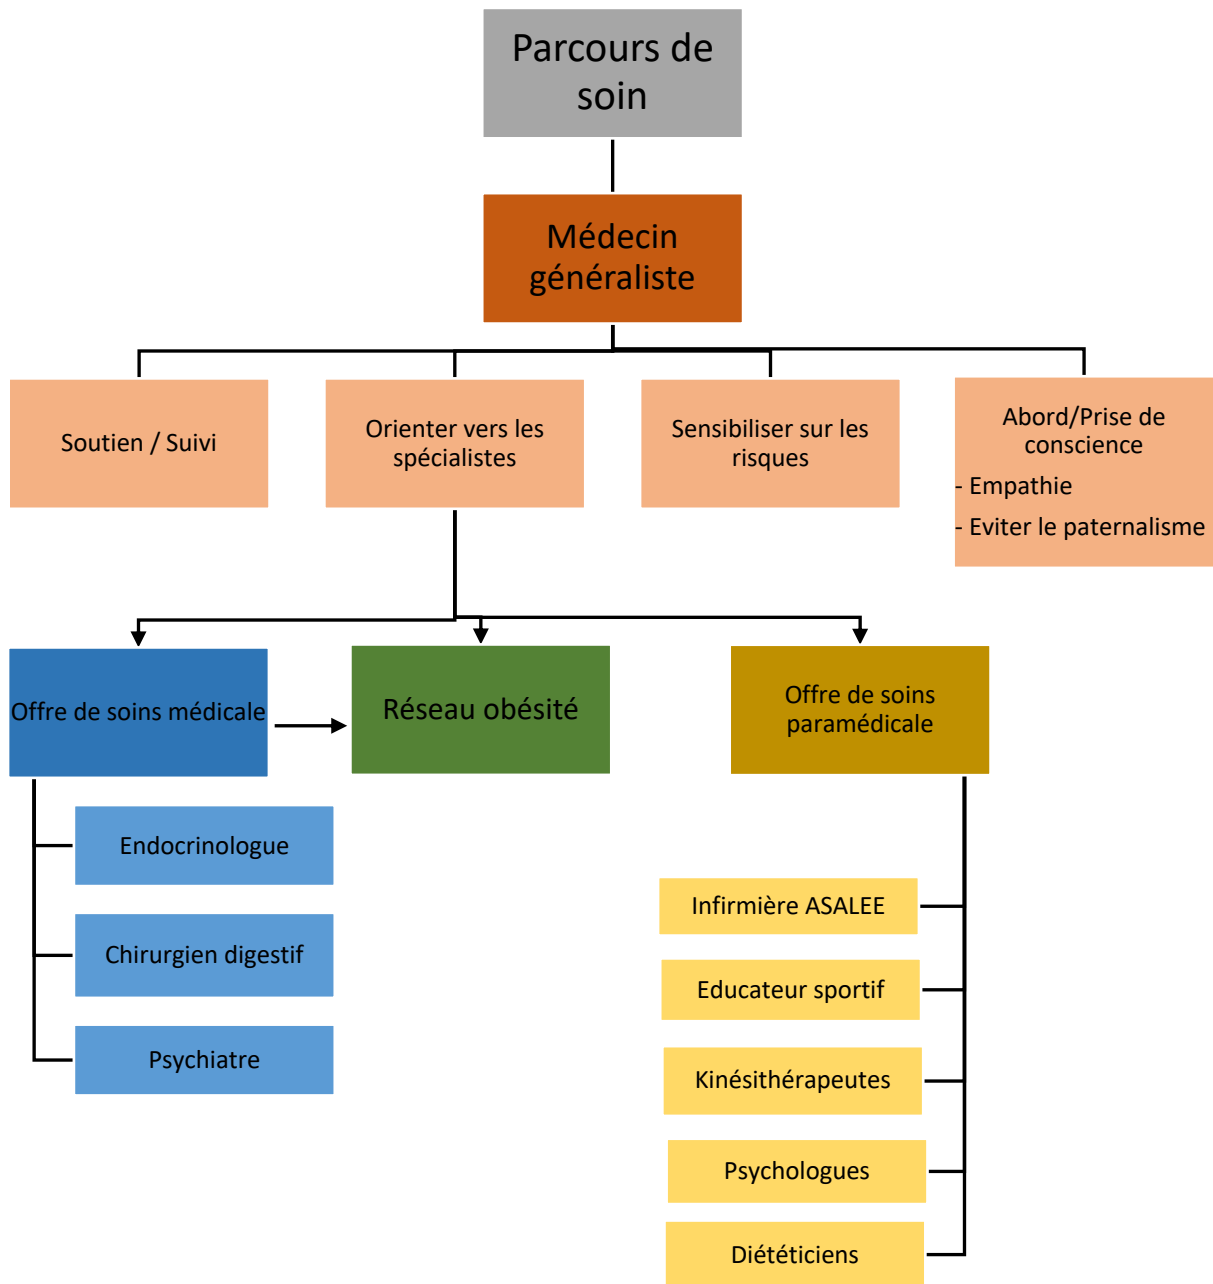 Parcours de
soin
Médecin
généraliste
Soutien / Suivi
Orienter vers les
spécialistes
Sensibiliser sur les
risques
Abord/Prise de
conscience
- Empathie
- Eviter le paternalisme
Offre de soins médicale
Réseau obésité
Offre de soins
paramédicale
Endocrinologue
Chirurgien digestif
Psychiatre
Infirmière ASALEE
Educateur sportif
Kinésithérapeutes
Psychologues
Diététiciens